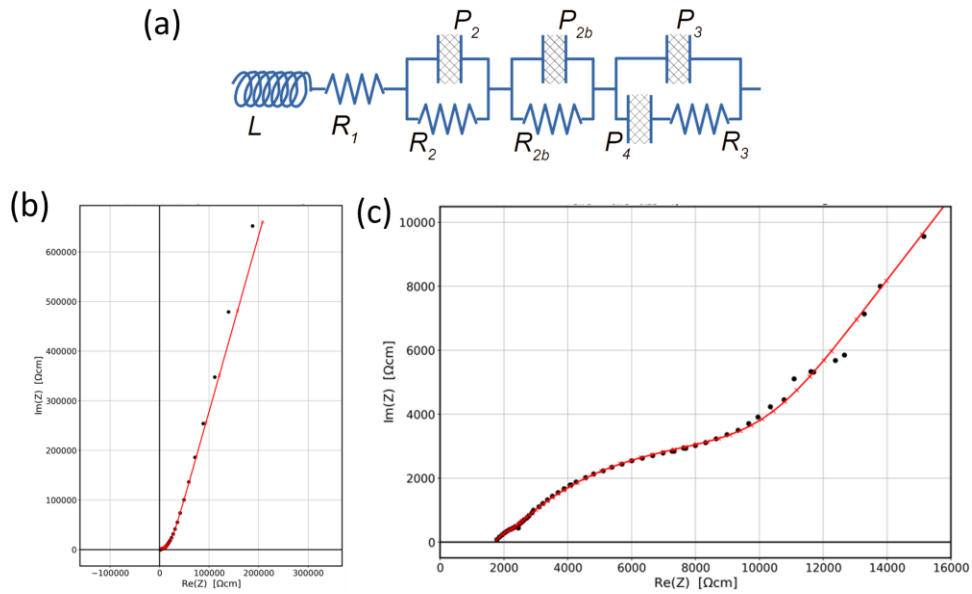 (a)
P2 P2b P3
L R1 R2 R2b P4 R3
(b)
600000
500000
400000
300000
200000
100000
0
Im(Z) [Ωcm]
−100000 0 100000 200000 300000
Re(Z) [Ωcm]
(c)
10000
8000
6000
4000
2000
0
Im(Z) [Ωcm]
0 2000 4000 6000 8000 10000 12000 14000 16000
Re(Z) [Ωcm]